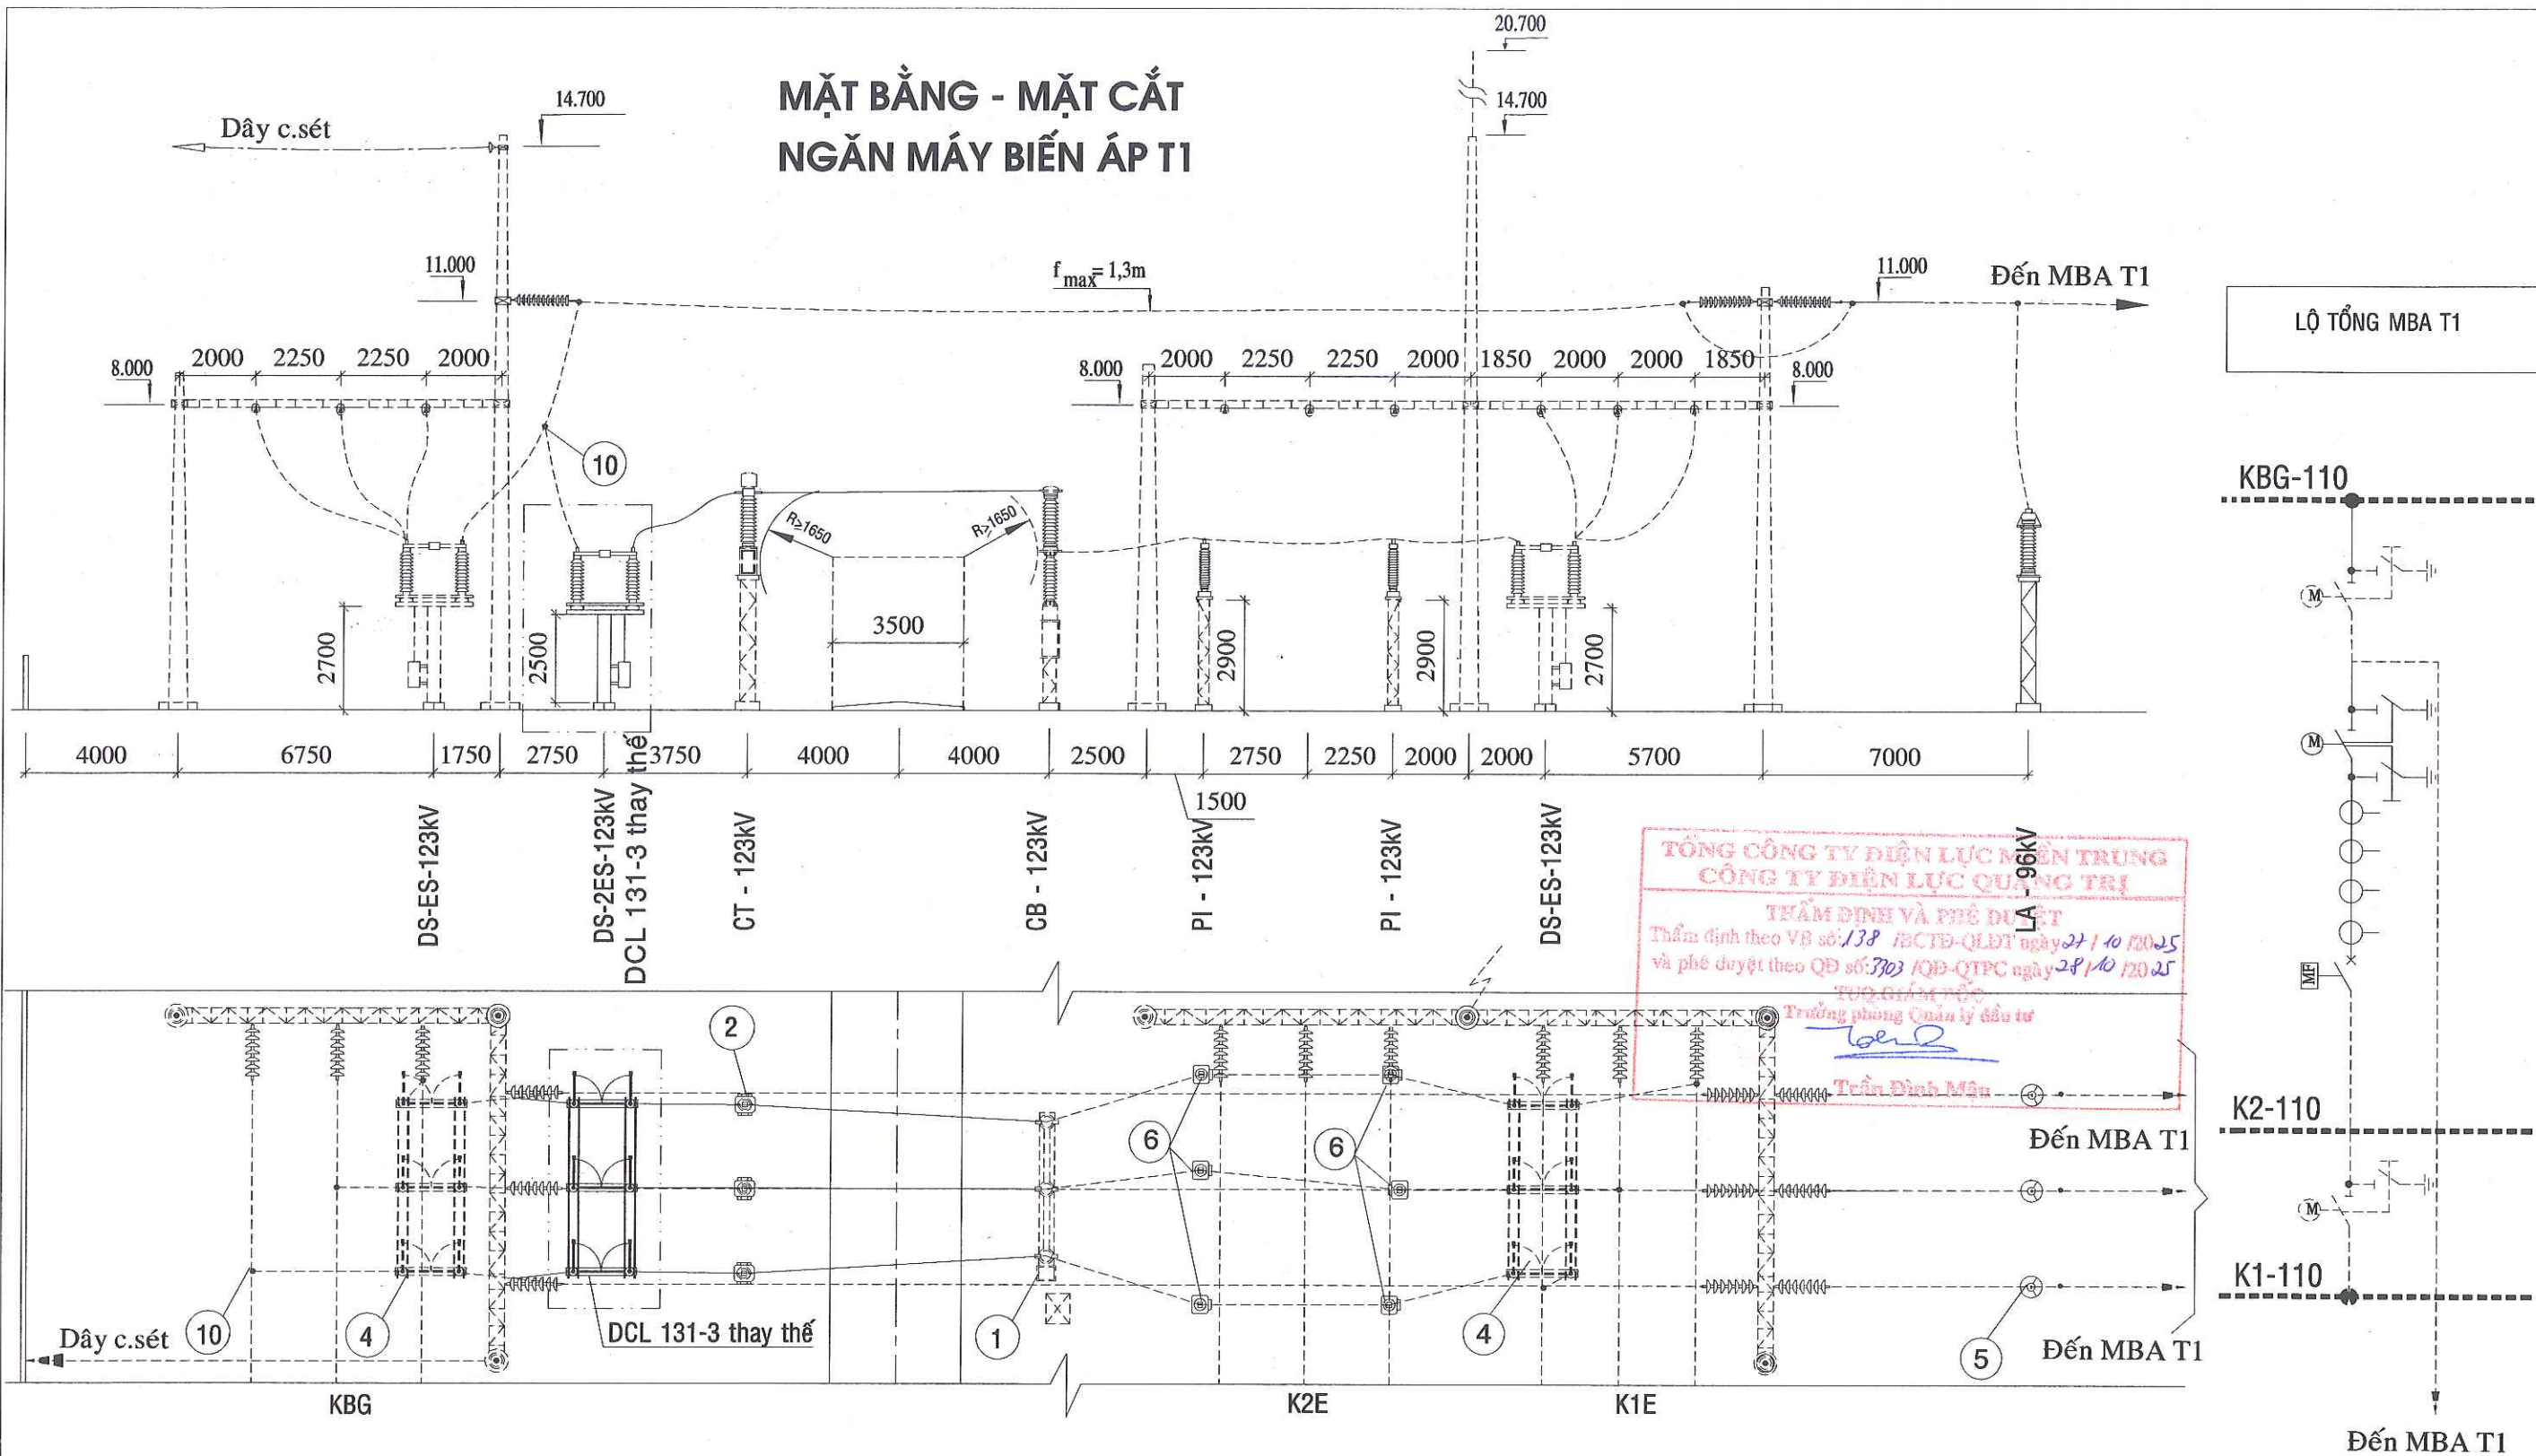 MẶT BẰNG - MẶT CẮT
NGĂN MÁY BIẾN ÁP T1
20.700
14.700
14.700
Dây c.sét
11.000
f max = 1,3m
11.000
Đến MBA T1
LỘ TỔNG MBA T1
8.000
2000 2250 2250 2000
8.000
2000 2250 2250 2000 1850 2000 2000 1850
8.000
10
R≥1650
R≥1650
3500
2700
2500
2900
2900
2700
4000 6750 1750 2750 3750 4000 4000 2500 2750 2250 2000 2000 5700 7000
1500
DS-ES-123kV
DS-2ES-123kV
DCL 131-3 thay thế
CT - 123kV
CB - 123kV
PI - 123kV
PI - 123kV
DS-ES-123kV
LA - 96kV
TỔNG CÔNG TY ĐIỆN LỰC MIỀN TRUNG
CÔNG TY ĐIỆN LỰC QUẢNG TRỊ
THẨM ĐỊNH VÀ PHÊ DUYỆT
Thẩm định theo VB số: 138 /BCTĐ-QLĐT ngày 27/10/2025
và phê duyệt theo QĐ số: 3303 /QĐ-QTPC ngày 28/10/2025
TUQ.GIÁM ĐỐC
Trưởng phòng Quản lý đầu tư
Trần Đình Mậu
2
6
6
10
4
DCL 131-3 thay thế
1
4
5
Dây c.sét
Đến MBA T1
Đến MBA T1
KBG
K2E
K1E
KBG-110
M
M
MF
K2-110
M
K1-110
Đến MBA T1